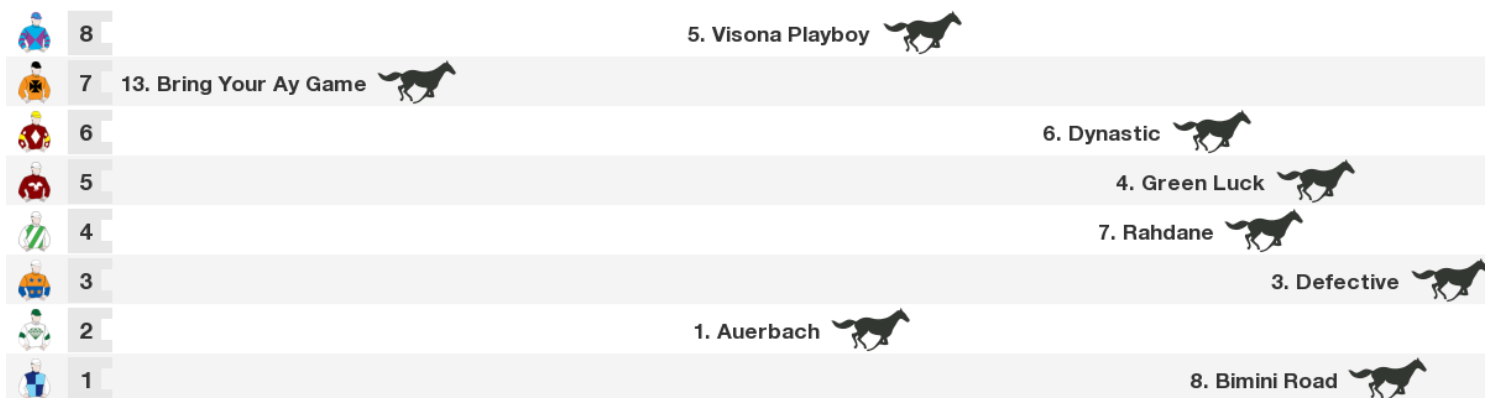 8 5. Visona Playboy
7 13. Bring Your Ay Game
6 6. Dynastic
5 4. Green Luck
4 7. Rahdane
3 3. Defective
2 1. Auerbach
1 8. Bimini Road